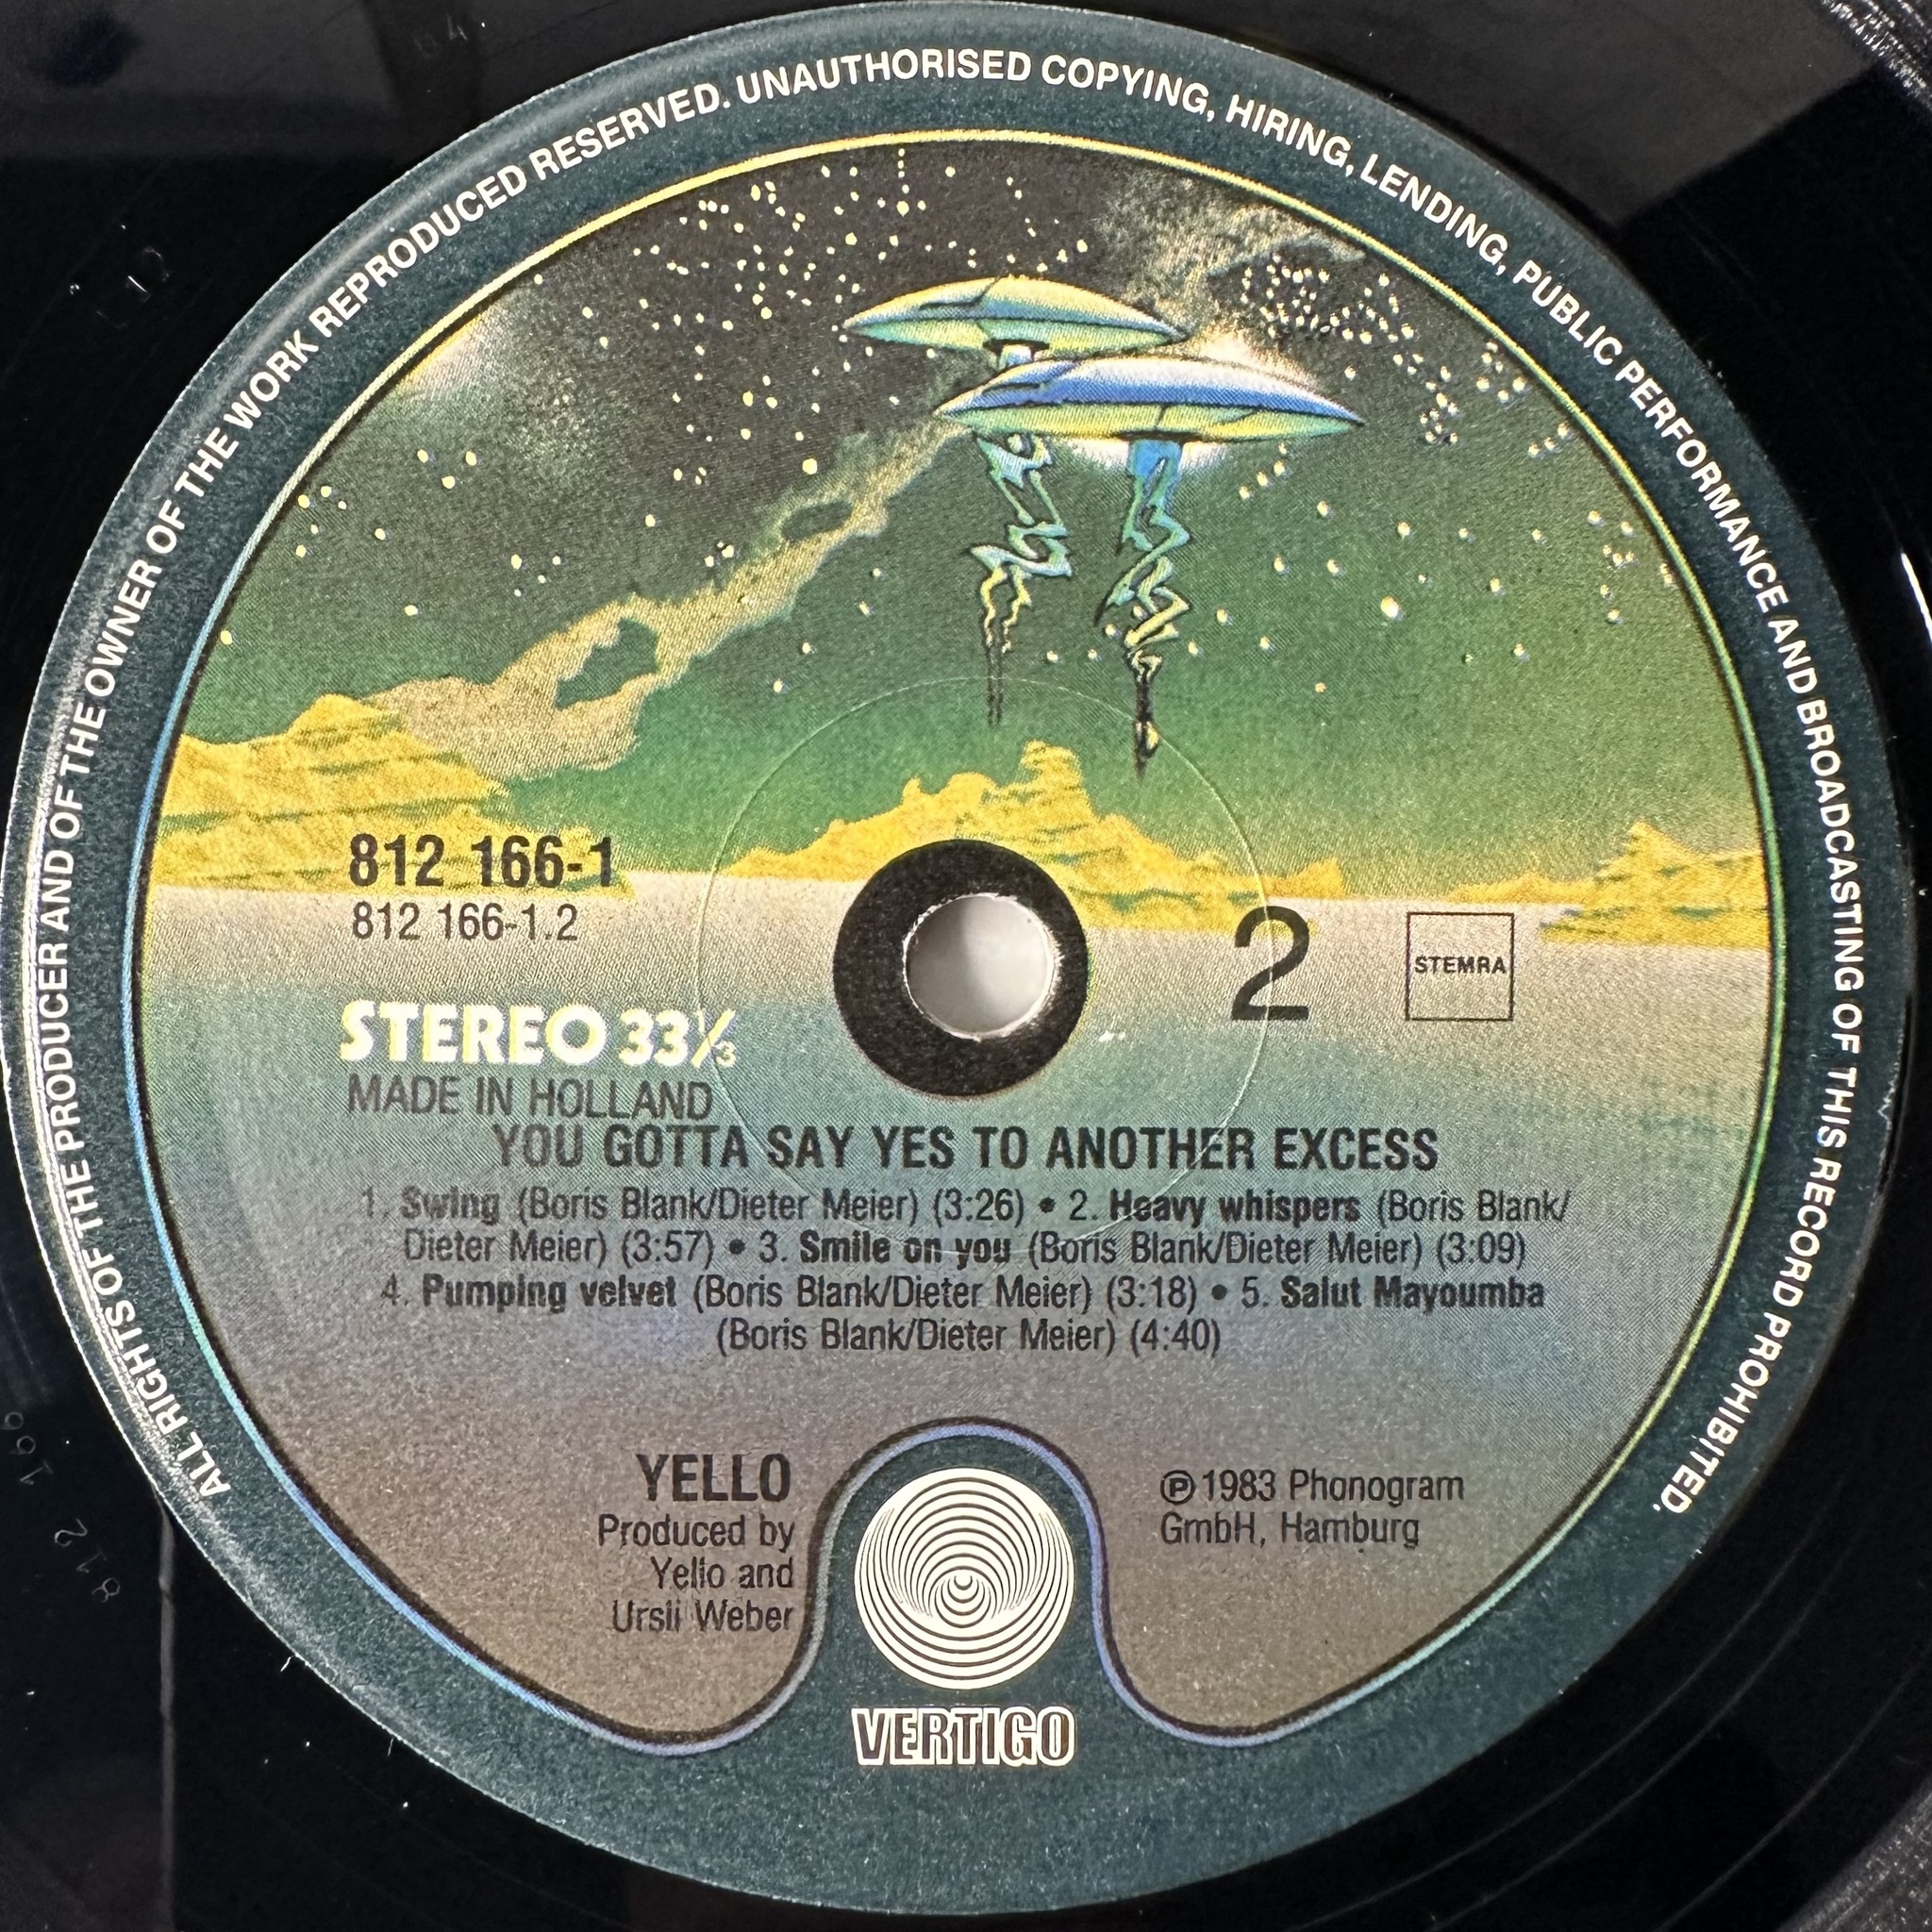 ALL RIGHTS OF THE PRODUCER AND OF THE OWNER OF THE WORK REPRODUCED RESERVED. UNAUTHORISED COPYING, HIRING, LENDING, PUBLIC PERFORMANCE AND BROADCASTING OF THIS RECORD PROHIBITED.
812 166-1
812 166-1.2
2
STEMRA
STEREO 33⅓
MADE IN HOLLAND
YOU GOTTA SAY YES TO ANOTHER EXCESS
1. Swing (Boris Blank/Dieter Meier) (3:26) • 2. Heavy whispers (Boris Blank/
Dieter Meier) (3:57) • 3. Smile on you (Boris Blank/Dieter Meier) (3:09)
4. Pumping velvet (Boris Blank/Dieter Meier) (3:18) • 5. Salut Mayoumba
(Boris Blank/Dieter Meier) (4:40)
YELLO
Produced by
Yello and
Ursli Weber
℗ 1983 Phonogram
GmbH, Hamburg
VERTIGO
812 166